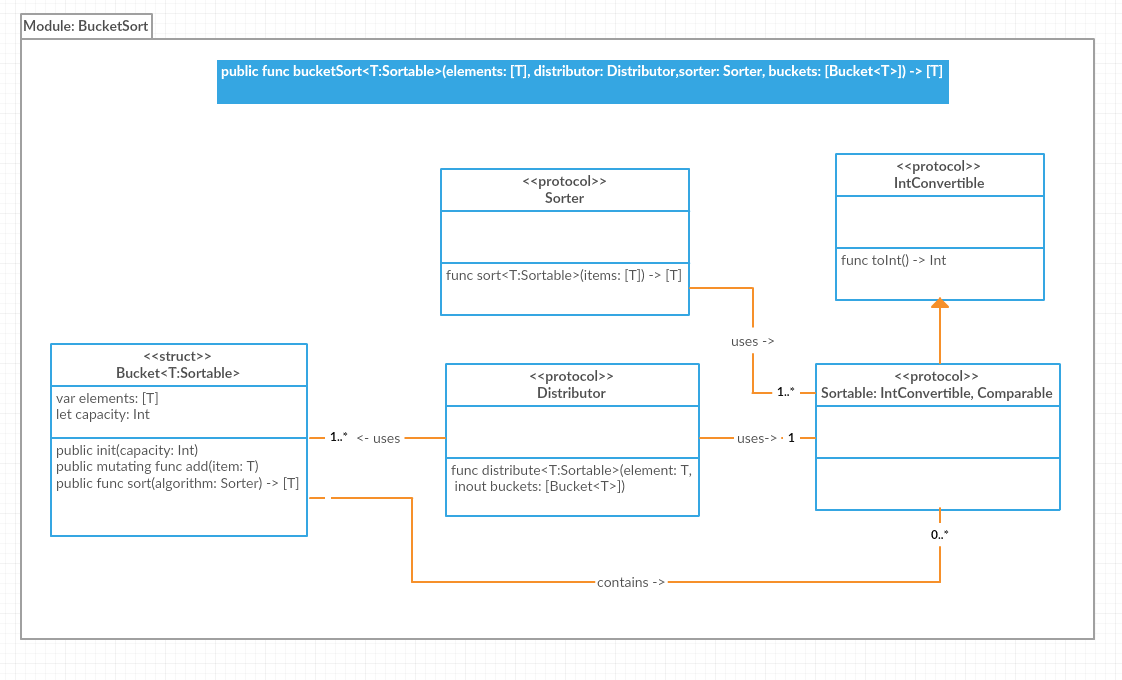 Module: BucketSort
public func bucketSort<T:Sortable>(elements: [T], distributor: Distributor,sorter: Sorter, buckets: [Bucket<T>]) -> [T]
<<protocol>>
IntConvertible
func toInt() -> Int
<<protocol>>
Sorter
func sort<T:Sortable>(items: [T]) -> [T]
uses ->
1..*
<<struct>>
Bucket<T:Sortable>
var elements: [T]
let capacity: Int
public init(capacity: Int)
public mutating func add(item: T)
public func sort(algorithm: Sorter) -> [T]
1..*
<- uses
<<protocol>>
Distributor
func distribute<T:Sortable>(element: T,
inout buckets: [Bucket<T>])
uses->
1
<<protocol>>
Sortable: IntConvertible, Comparable
0..*
contains ->